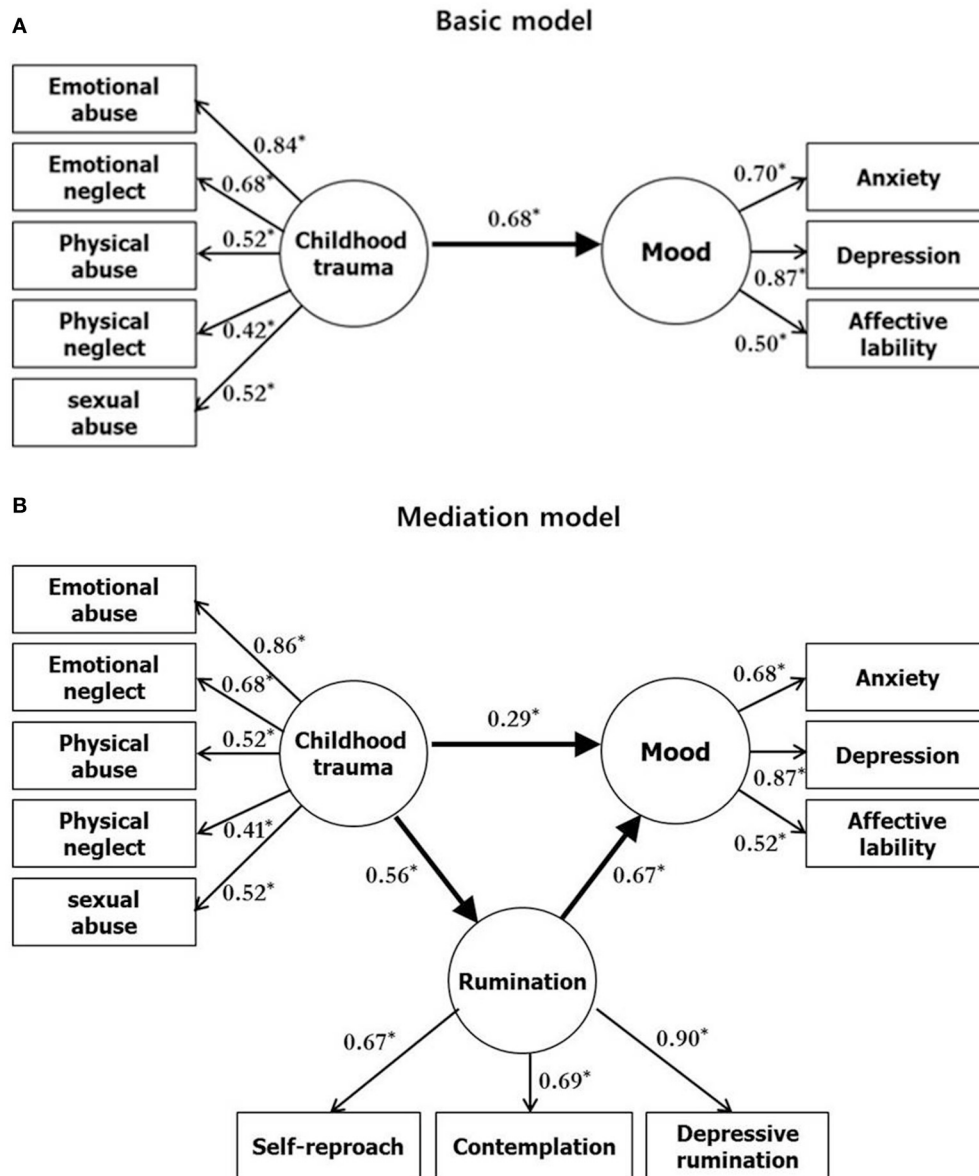 A
Basic model
Emotional
abuse
0.84*
Emotional
neglect
0.68*
Physical
abuse
0.52*
Physical
neglect
0.42*
sexual
abuse
0.52*
Childhood
trauma
0.68*
Mood
0.70*
Anxiety
Depression
0.87*
Affective
lability
0.50*
B
Mediation model
Emotional
abuse
0.86*
Emotional
neglect
0.68*
Physical
abuse
0.52*
Physical
neglect
0.41*
sexual
abuse
0.52*
Childhood
trauma
0.29*
Mood
0.68*
Anxiety
Depression
0.87*
Affective
lability
0.52*
0.56*
0.67*
Rumination
0.67*
0.69*
0.90*
Self-reproach
Contemplation
Depressive
rumination